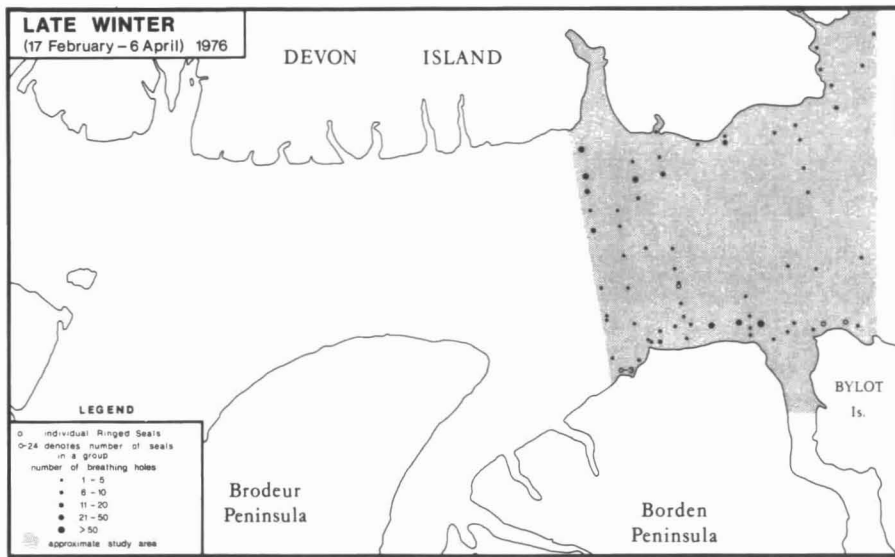 LATE WINTER
(17 February – 6 April) 1976
DEVON ISLAND
BYLOT
Is.
LEGEND
o individual Ringed Seals
o-24 denotes number of seals
in a group
number of breathing holes
1 – 5
6 – 10
11 – 20
21 – 50
> 50
approximate study area
Brodeur
Peninsula
Borden
Peninsula